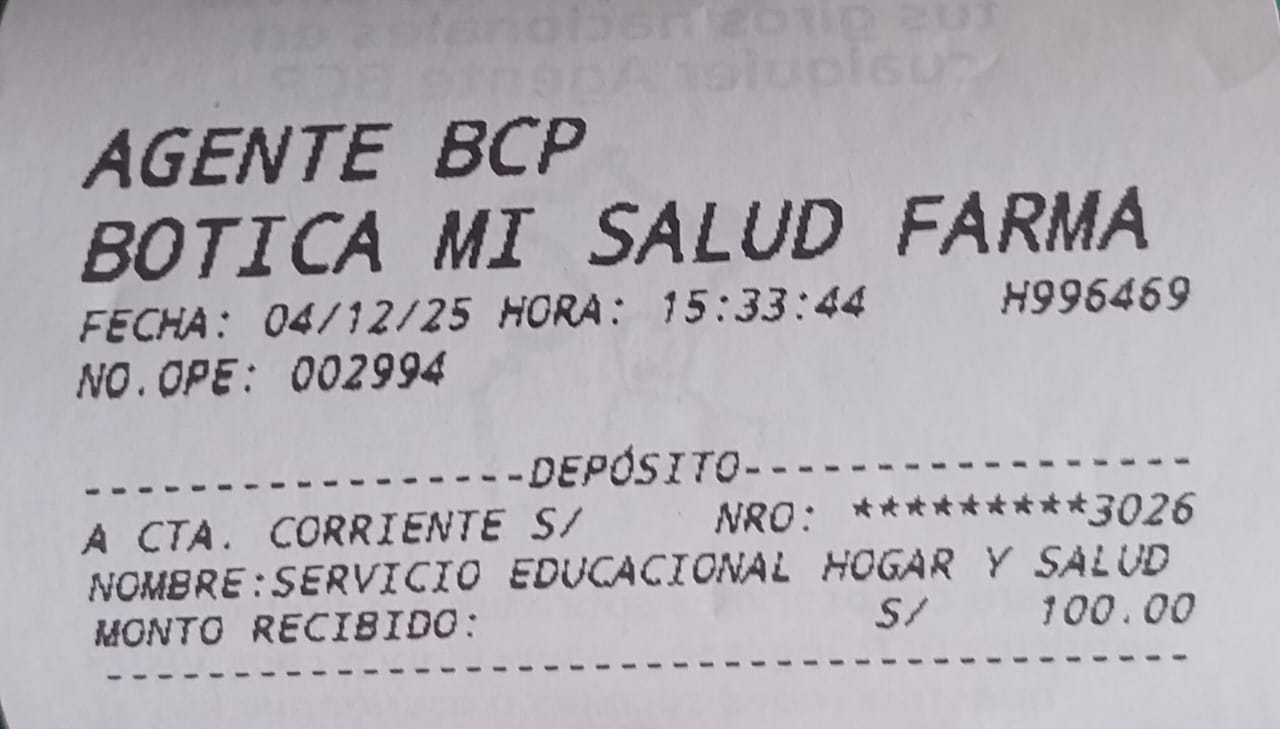 AGENTE BCP
BOTICA MI SALUD FARMA
FECHA: 04/12/25 HORA: 15:33:44 H996469
NO.OPE: 002994
-----------------DEPÓSITO-----------------
A CTA. CORRIENTE S/ NRO: *********3026
NOMBRE:SERVICIO EDUCACIONAL HOGAR Y SALUD
MONTO RECIBIDO: S/ 100.00
------------------------------------------